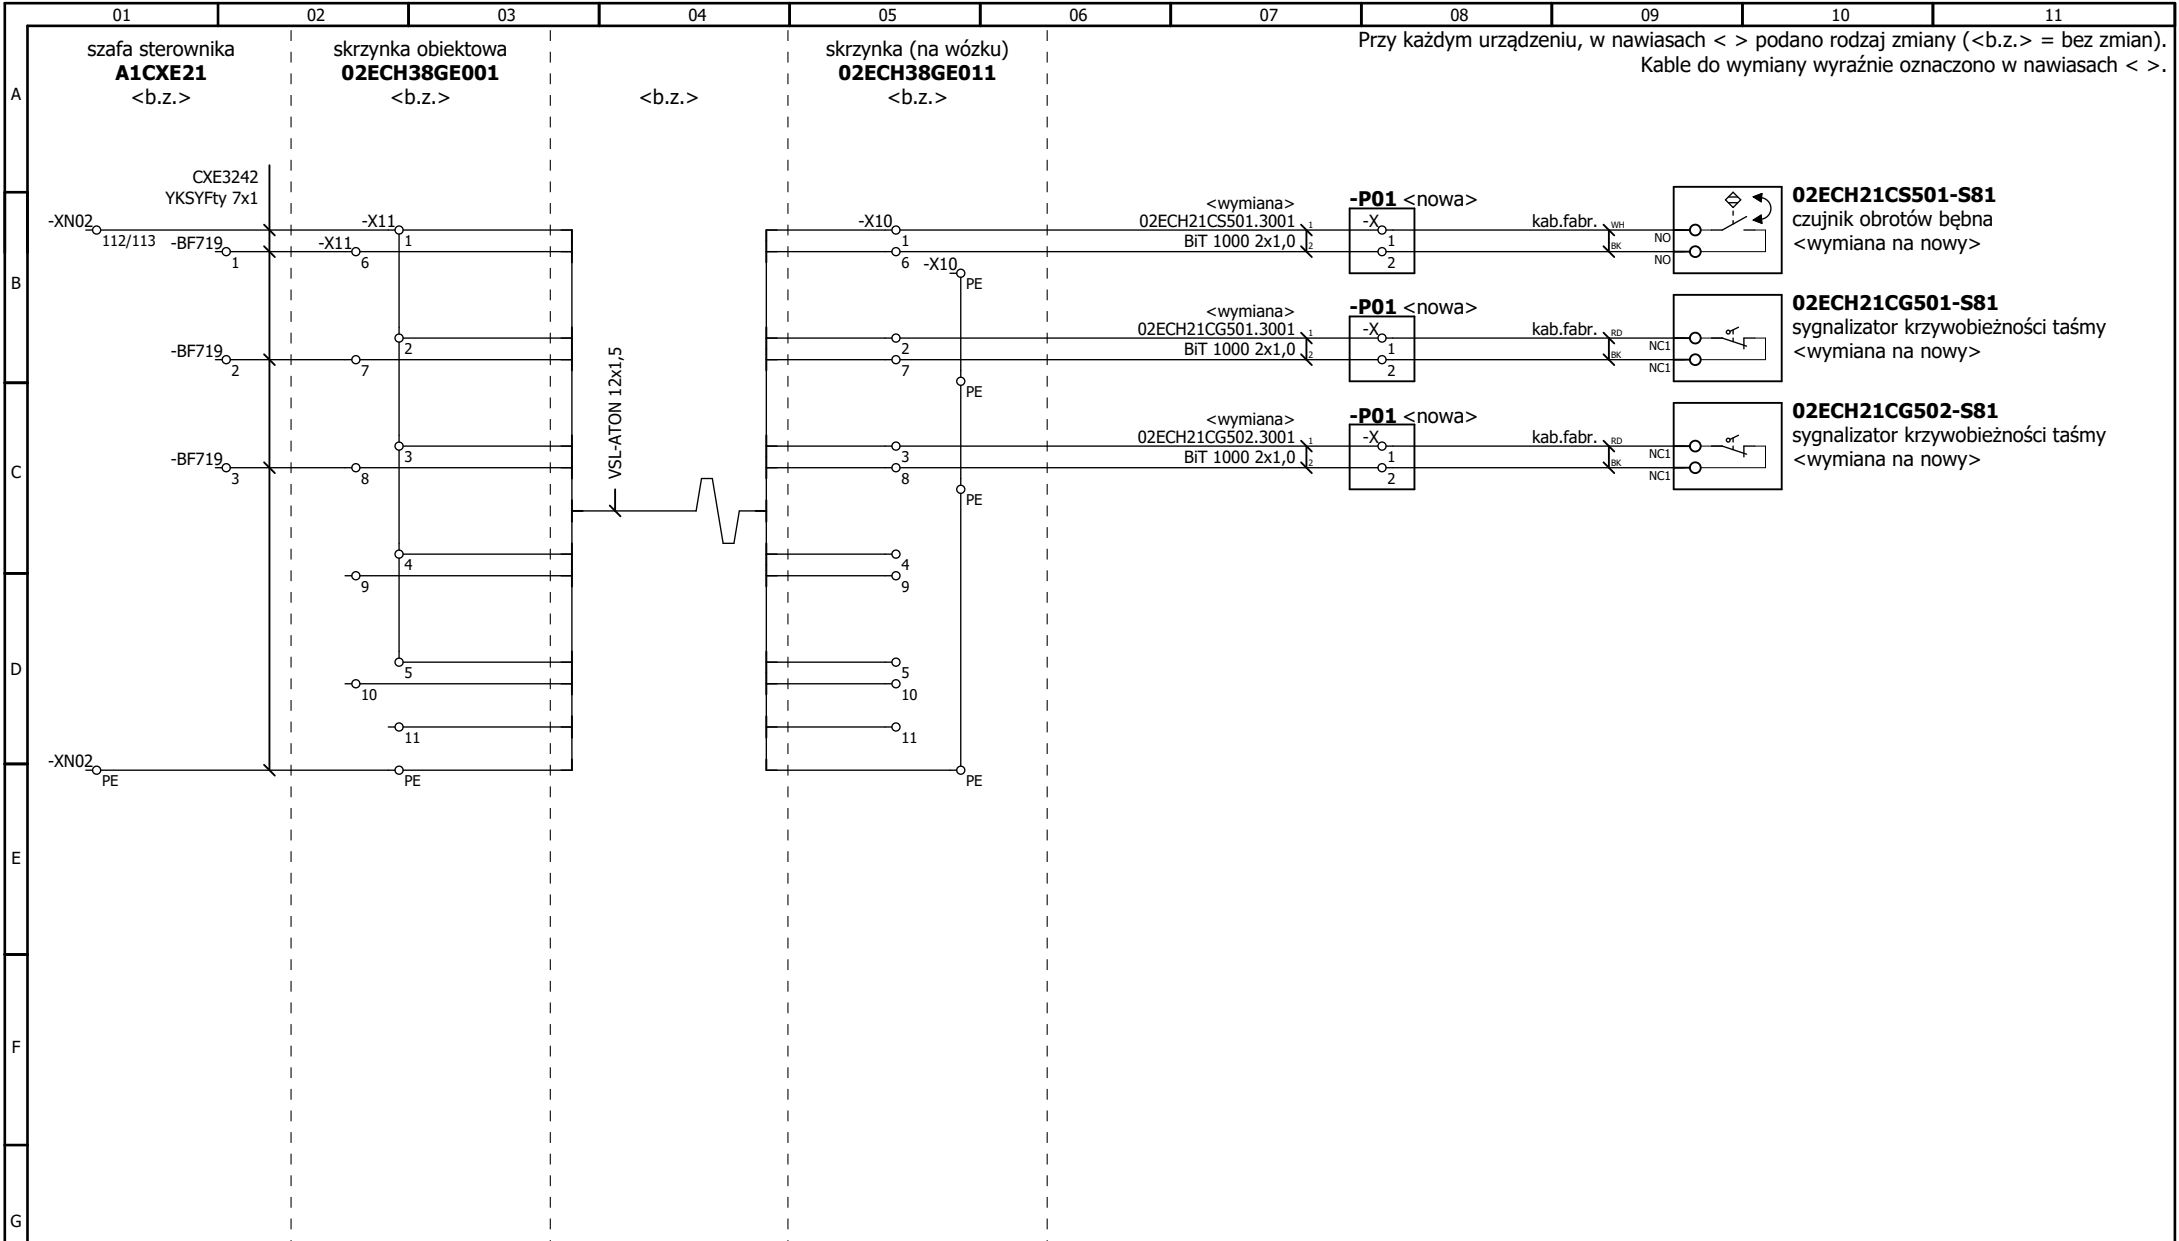 01 02 03 04 05 06 07 08 09 10 11
Przy każdym urządzeniu, w nawiasach < > podano rodzaj zmiany (<b.z.> = bez zmian).
Kable do wymiany wyraźnie oznaczono w nawiasach < >.
szafa sterownika
A1CXE21
<b.z.>
skrzynka obiektowa
02ECH38GE001
<b.z.>
<b.z.>
skrzynka (na wózku)
02ECH38GE011
<b.z.>
A
B
C
D
E
F
G
CXE3242
YKSYFty 7x1
-XN02
112/113
-BF719
1
-BF719
2
-BF719
3
-XN02
PE
-X11
1
-X11
6
2
7
3
8
4
9
5
10
11
PE
VSL-ATON 12x1,5
-X10
1
6
-X10
PE
2
7
PE
3
8
PE
4
9
5
10
11
PE
<wymiana>
02ECH21CS501.3001
BiT 1000 2x1,0
1
2
-P01 <nowa>
-X
1
2
kab.fabr.
WH
BK
NO
NO
02ECH21CS501-S81
czujnik obrotów bębna
<wymiana na nowy>
<wymiana>
02ECH21CG501.3001
BiT 1000 2x1,0
1
2
-P01 <nowa>
-X
1
2
kab.fabr.
RD
BK
NC1
NC1
02ECH21CG501-S81
sygnalizator krzywobieżności taśmy
<wymiana na nowy>
<wymiana>
02ECH21CG502.3001
BiT 1000 2x1,0
1
2
-P01 <nowa>
-X
1
2
kab.fabr.
RD
BK
NC1
NC1
02ECH21CG502-S81
sygnalizator krzywobieżności taśmy
<wymiana na nowy>